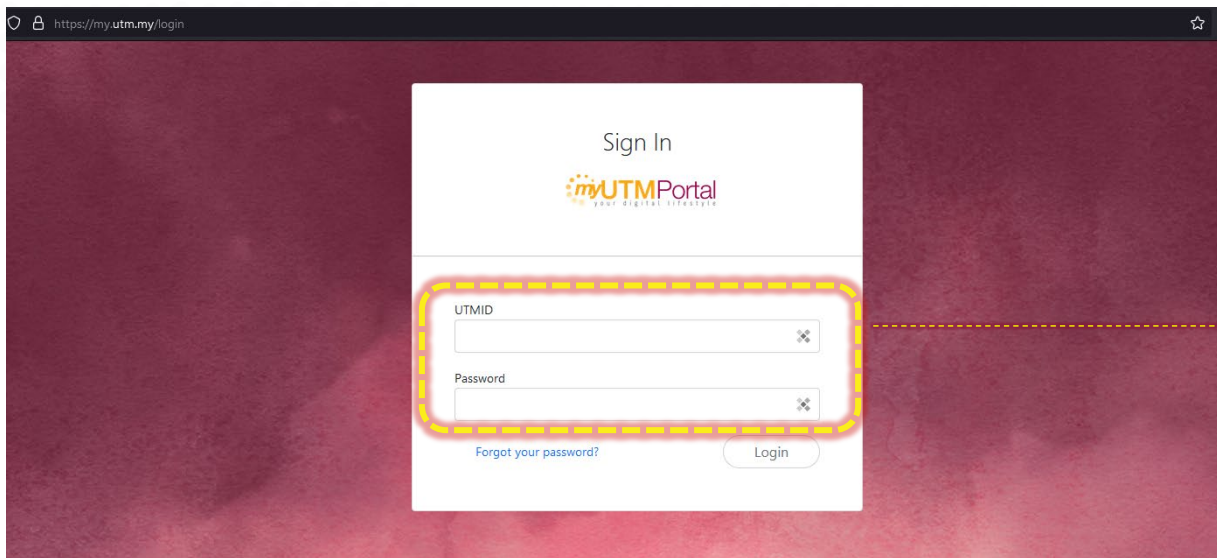 https://my.utm.my/login
Sign In
myUTMPortal
your digital lifestyle
UTMID
Password
Forgot your password?
Login